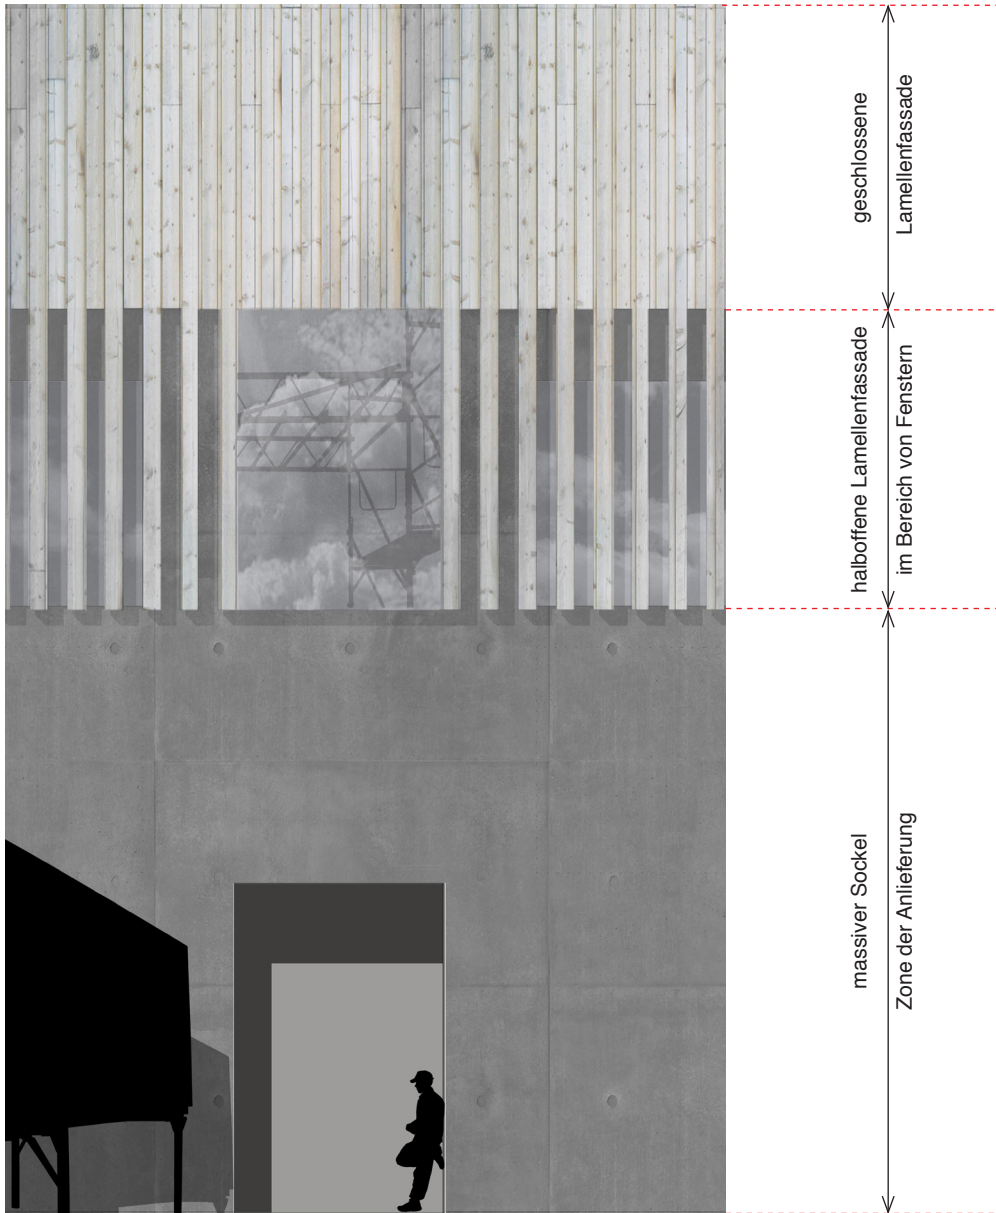 geschlossene
Lamellenfassade
halboffene Lamellenfassade
im Bereich von Fenstern
massiver Sockel
Zone der Anlieferung